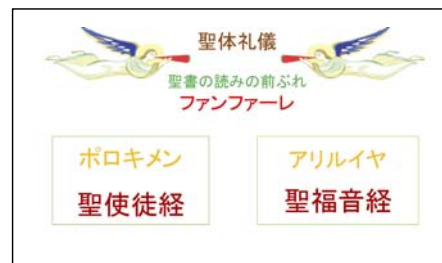 聖体礼儀
聖書の読みの前ぶれ
ファンファーレ
ポロキメン
聖使徒経
アリルイヤ
聖福音経